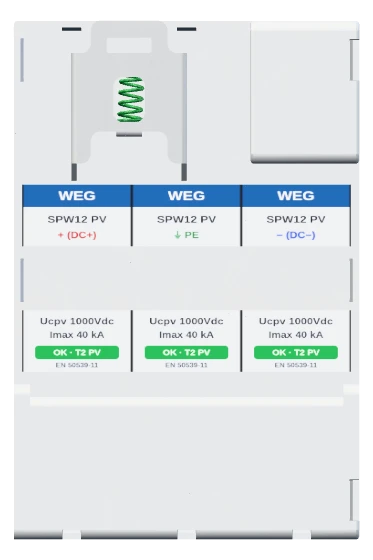 WEG WEG WEG
SPW12 PV SPW12 PV SPW12 PV
+ (DC+) ⏚ PE − (DC−)
Ucpv 1000Vdc Ucpv 1000Vdc Ucpv 1000Vdc
Imax 40 kA Imax 40 kA Imax 40 kA
OK · T2 PV OK · T2 PV OK · T2 PV
EN 50539-11 EN 50539-11 EN 50539-11